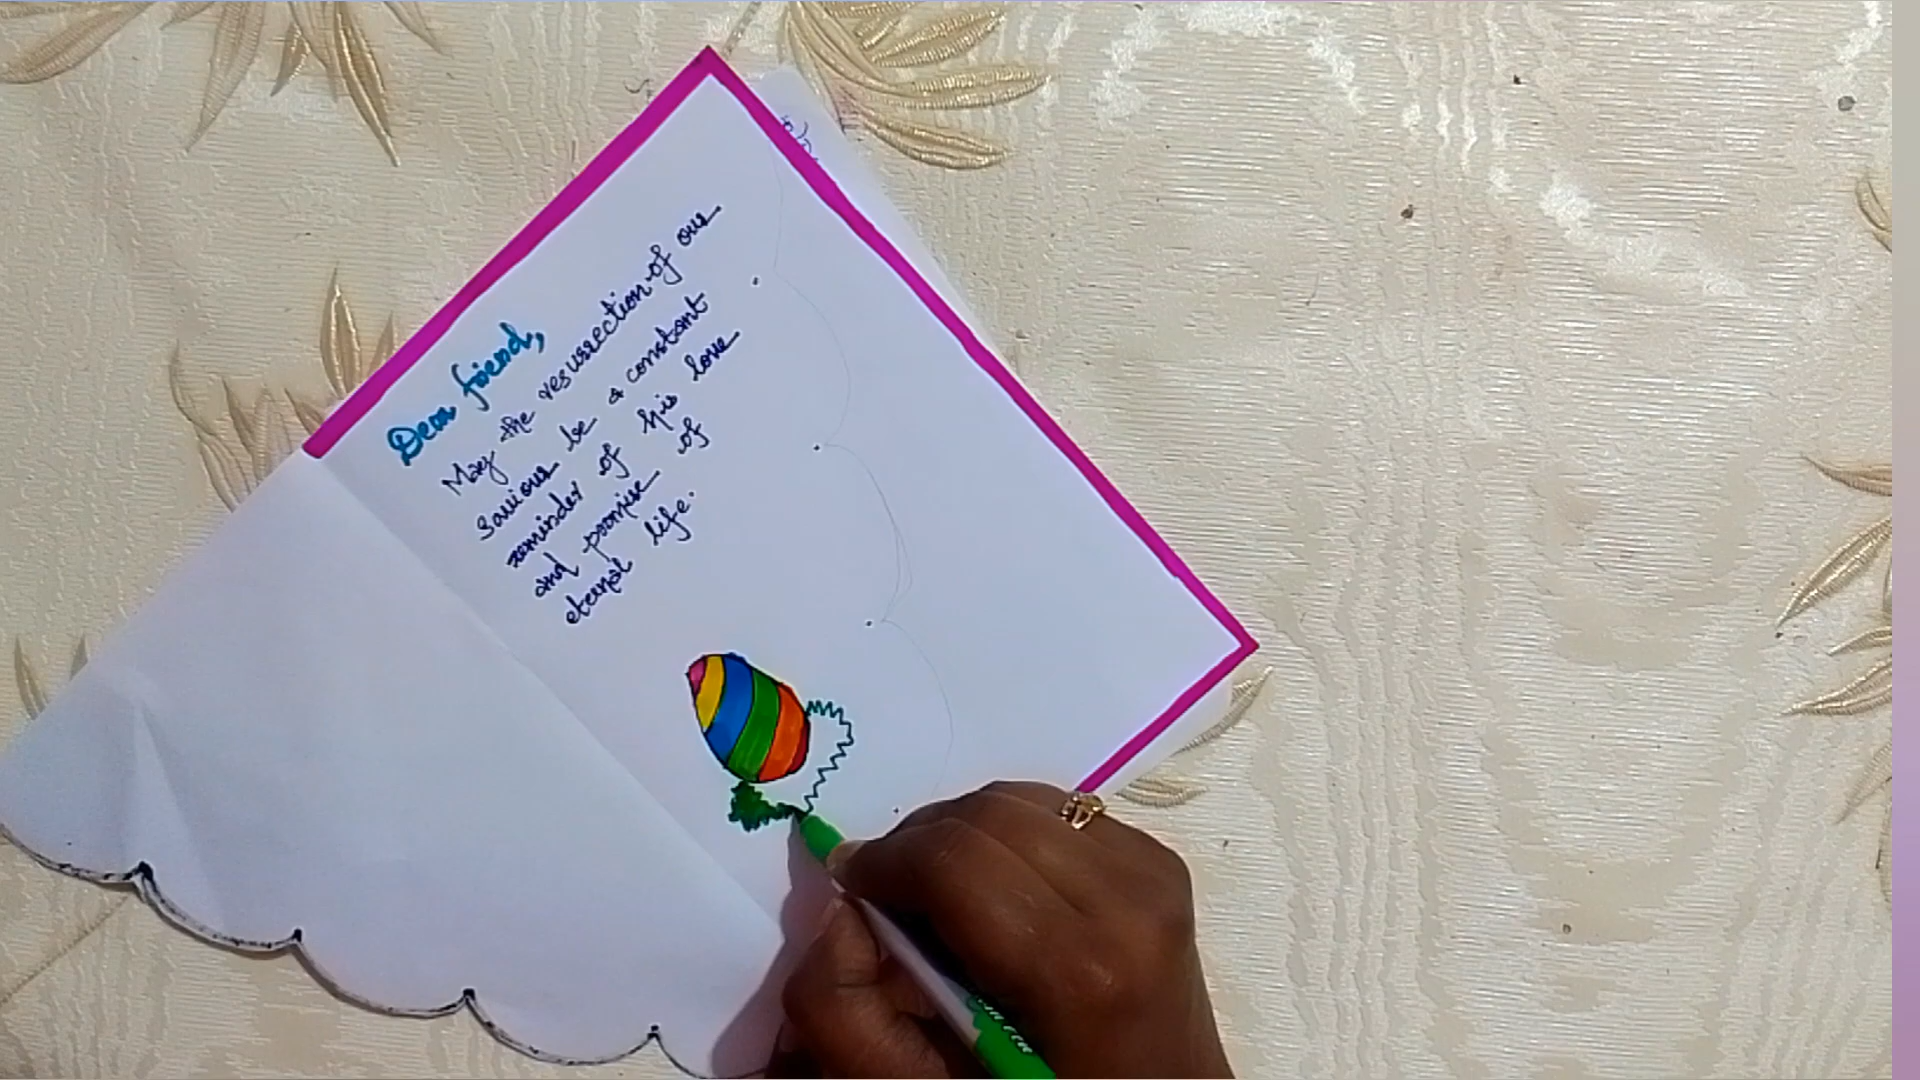 Dear friend,
May the resurrection of our
Saviour be a constant
reminder of his love
and promise of
eternal life.